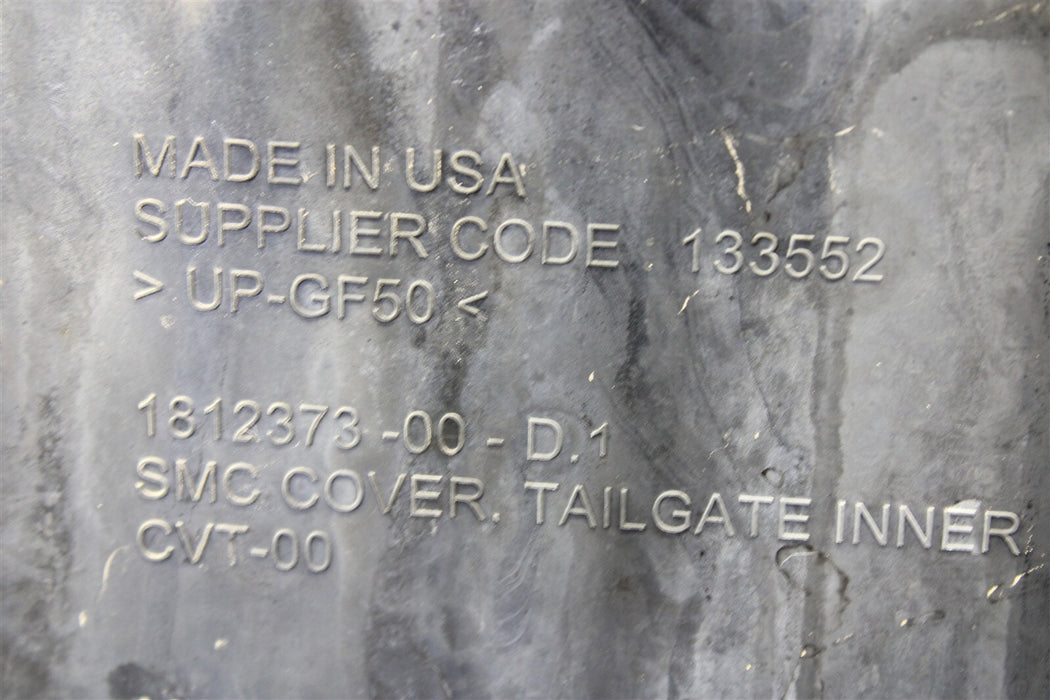 MADE IN USA
SUPPLIER CODE : 133552
> UP-GF50 <
1812373 -00 - D.1
SMC COVER, TAILGATE INNER
CVT-00